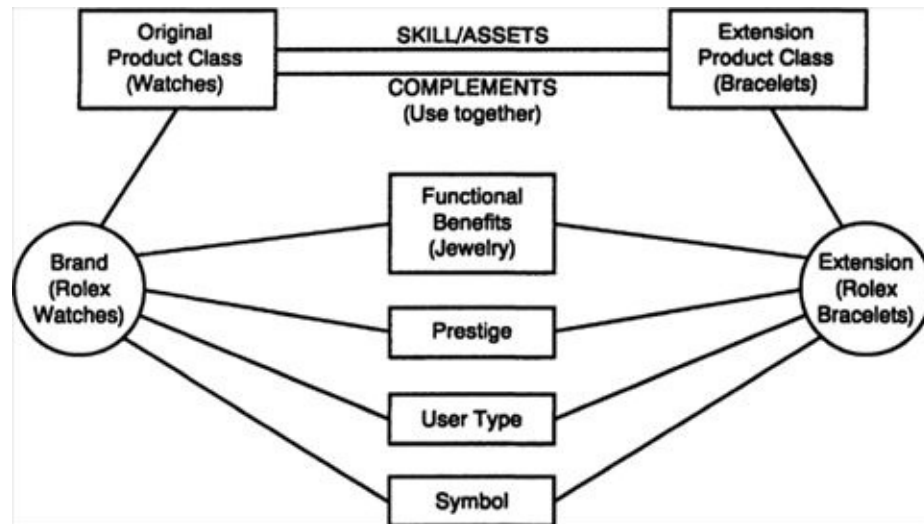 Original
Product Class
(Watches)
SKILL/ASSETS
COMPLEMENTS
(Use together)
Extension
Product Class
(Bracelets)
Functional
Benefits
(Jewelry)
Brand
(Rolex
Watches)
Prestige
Extension
(Rolex
Bracelets)
User Type
Symbol